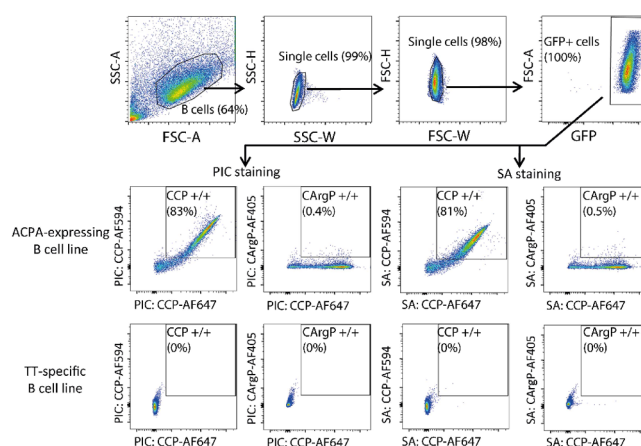 SSC-A
B cells (64%)
FSC-A
SSC-H
Single cells (99%)
SSC-W
FSC-H
Single cells (98%)
FSC-W
FSC-A
GFP+ cells
(100%)
GFP
PIC staining
SA staining
ACPA-expressing
B cell line
PIC: CCP-AF594
CCP +/+
(83%)
PIC: CCP-AF647
PIC: CArgP-AF405
CArgP +/+
(0.4%)
PIC: CCP-AF647
SA: CCP-AF594
CCP +/+
(81%)
SA: CCP-AF647
SA: CArgP-AF405
CArgP +/+
(0.5%)
SA: CCP-AF647
TT-specific
B cell line
PIC: CCP-AF594
CCP +/+
(0%)
PIC: CCP-AF647
PIC: CArgP-AF405
CArgP +/+
(0%)
PIC: CCP-AF647
SA: CCP-AF594
CCP +/+
(0%)
SA: CCP-AF647
SA: CArgP-AF405
CArgP +/+
(0%)
SA: CCP-AF647